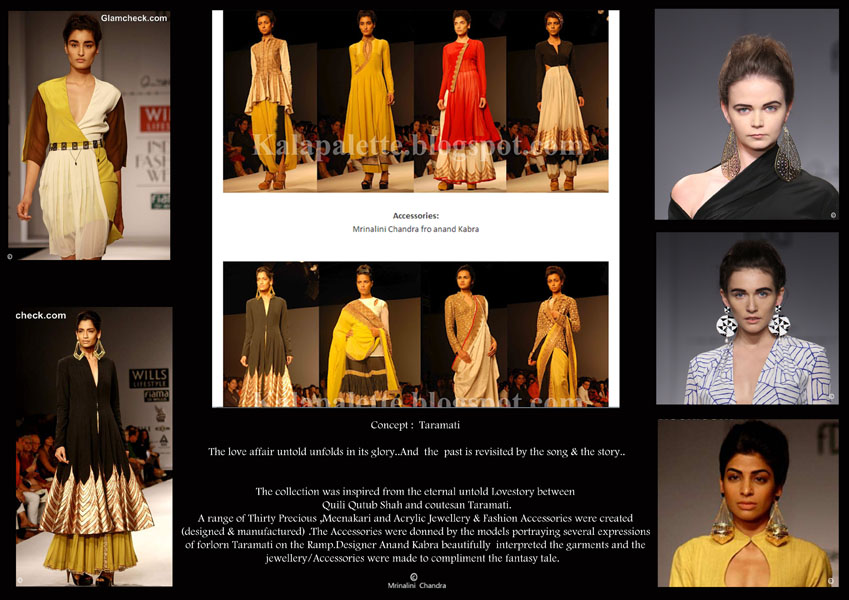 Glamcheck.com
WILLS
LIFESTYLE
Kalapalette.blogspot.com
Accessories:
Mrinalini Chandra fro anand Kabra
Kalapalette.blogspot.com
check.com
WILLS
LIFESTYLE
fiama
DI WILLS
Concept : Taramati
The love affair untold unfolds in its glory..And the past is revisited by the song & the story..
The collection was inspired from the eternal untold Lovestory between
Quili Qutub Shah and coutesan Taramati.
A range of Thirty Precious ,Meenakari and Acrylic Jewellery & Fashion Accessories were created
(designed & manufactured) .The Accessories were donned by the models portraying several expressions
of forlorn Taramati on the Ramp.Designer Anand Kabra beautifully interpreted the garments and the
jewellery/Accessories were made to compliment the fantasy tale.
©
Mrinalini Chandra